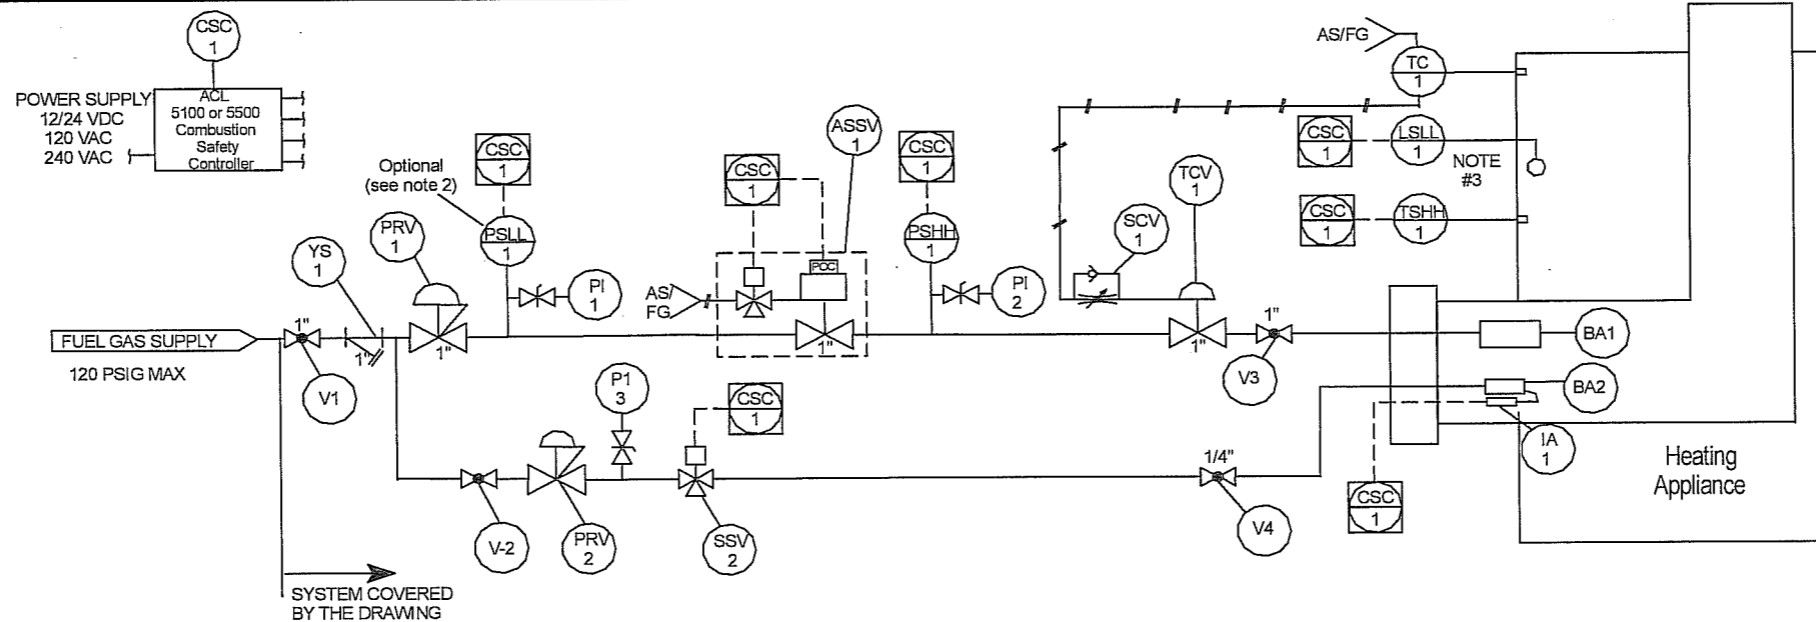 CSC
1
POWER SUPPLY
12/24 VDC
120 VAC
240 VAC
ACL
5100 or 5500
Combustion
Safety
Controller
Optional
(see note 2)
CSC
1
PSLL
1
PRV
1
YS
1
PI
1
CSC
1
ASSV
1
POC
AS/
FG
CSC
1
PSHH
1
PI
2
SCV
1
TCV
1
AS/FG
TC
1
CSC
1
LSLL
1
NOTE
#3
CSC
1
TSHH
1
FUEL GAS SUPPLY
120 PSIG MAX
1"
V1
1"
1"
1"
1"
1"
V3
BA1
BA2
IA
1
CSC
1
Heating
Appliance
P1
3
CSC
1
V-2
PRV
2
SSV
2
1/4"
V4
SYSTEM COVERED
BY THE DRAWING